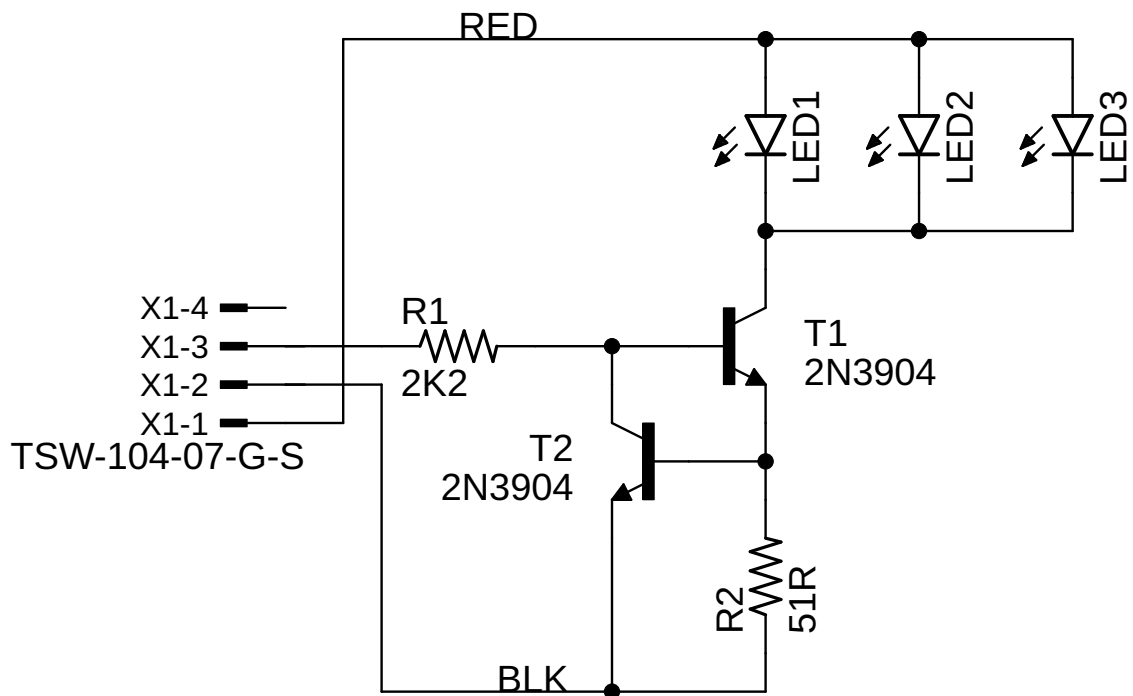 RED
LED1
LED2
LED3
X1-4
X1-3
X1-2
X1-1
TSW-104-07-G-S
R1
2K2
T1
2N3904
T2
2N3904
R2
51R
BLK